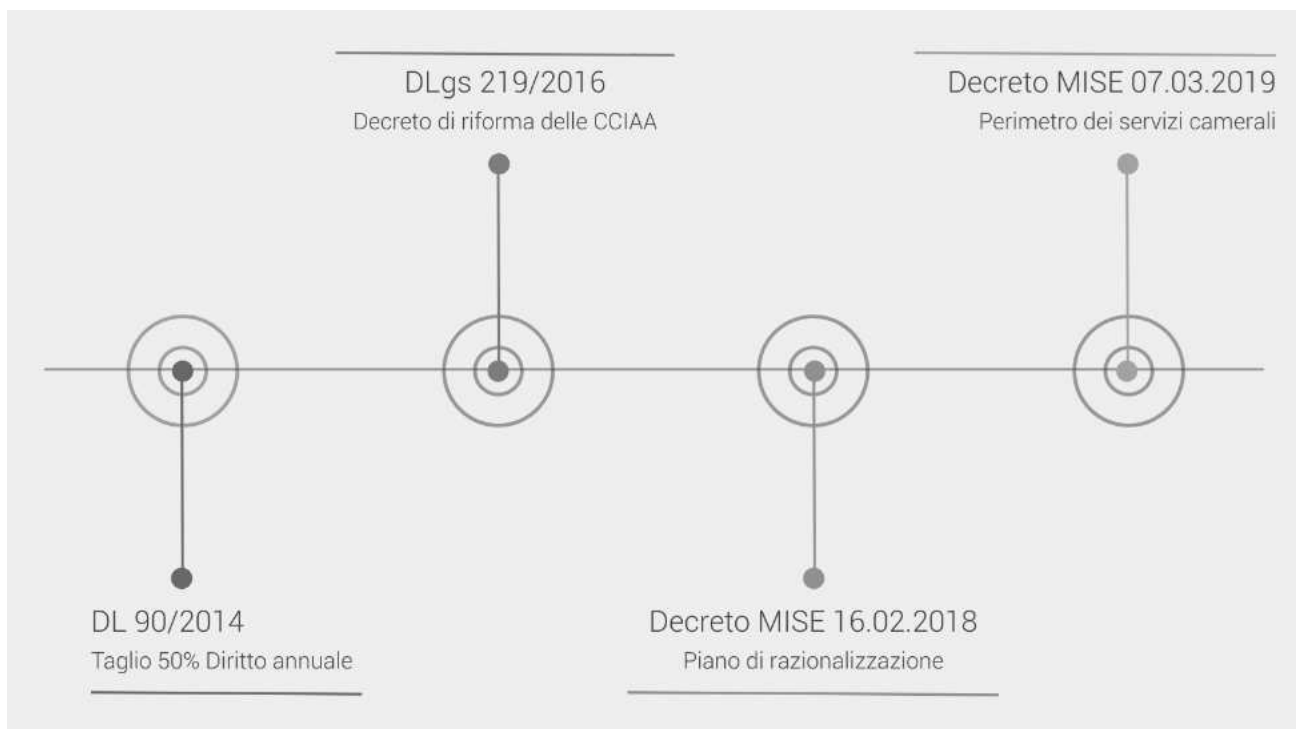 DLgs 219/2016
Decreto di riforma delle CCIAA
Decreto MISE 07.03.2019
Perimetro dei servizi camerali
DL 90/2014
Taglio 50% Diritto annuale
Decreto MISE 16.02.2018
Piano di razionalizzazione